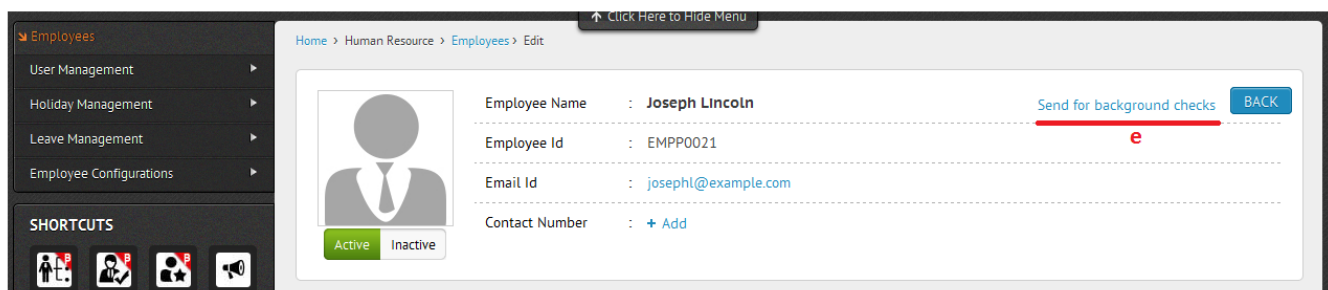 ↑ Click Here to Hide Menu
Employees
User Management
Holiday Management
Leave Management
Employee Configurations
SHORTCUTS
B B B
Home > Human Resource > Employees > Edit
Employee Name : Joseph LIncoln
Send for background checks BACK
e
Employee Id : EMPP0021
Email Id : josephl@example.com
Contact Number : + Add
Active Inactive